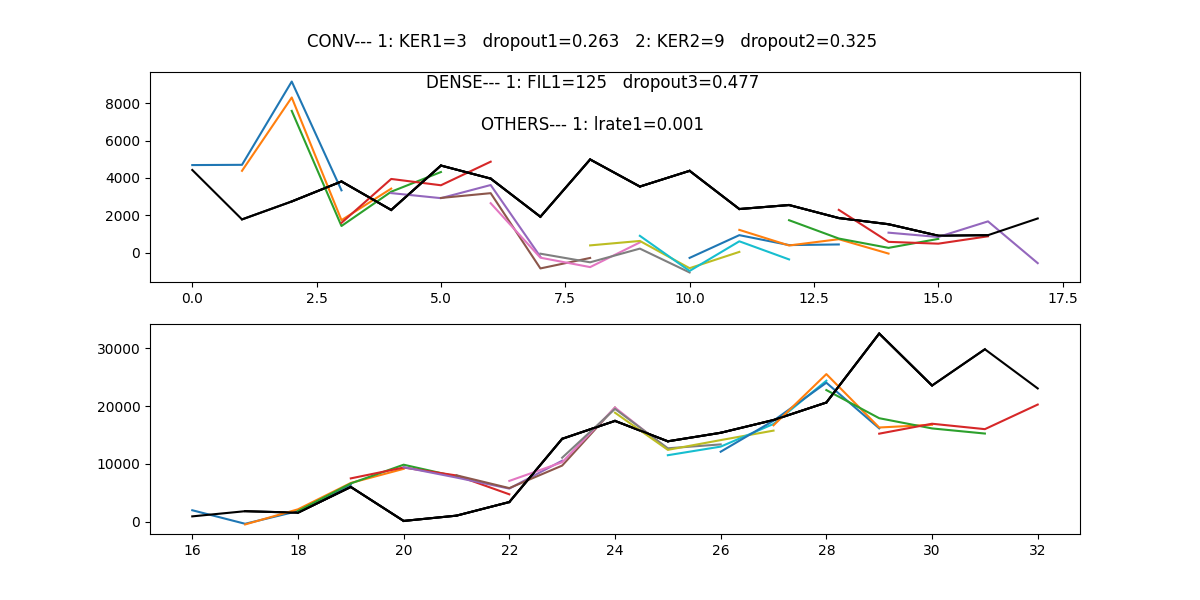 CONV--- 1: KER1=3   dropout1=0.263   2: KER2=9   dropout2=0.325
DENSE--- 1: FIL1=125   dropout3=0.477
OTHERS--- 1: lrate1=0.001
8000
6000
4000
2000
0
0.0 2.5 5.0 7.5 10.0 12.5 15.0 17.5
30000
20000
10000
0
16 18 20 22 24 26 28 30 32